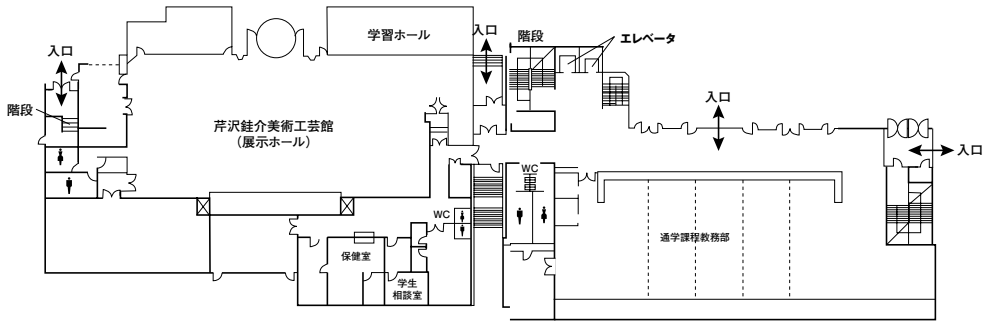 学習ホール
入口
階段
エレベータ
入口
階段
芹沢銈介美術工芸館
(展示ホール)
入口
入口
WC
WC
保健室
学生
相談室
通学課程教務部